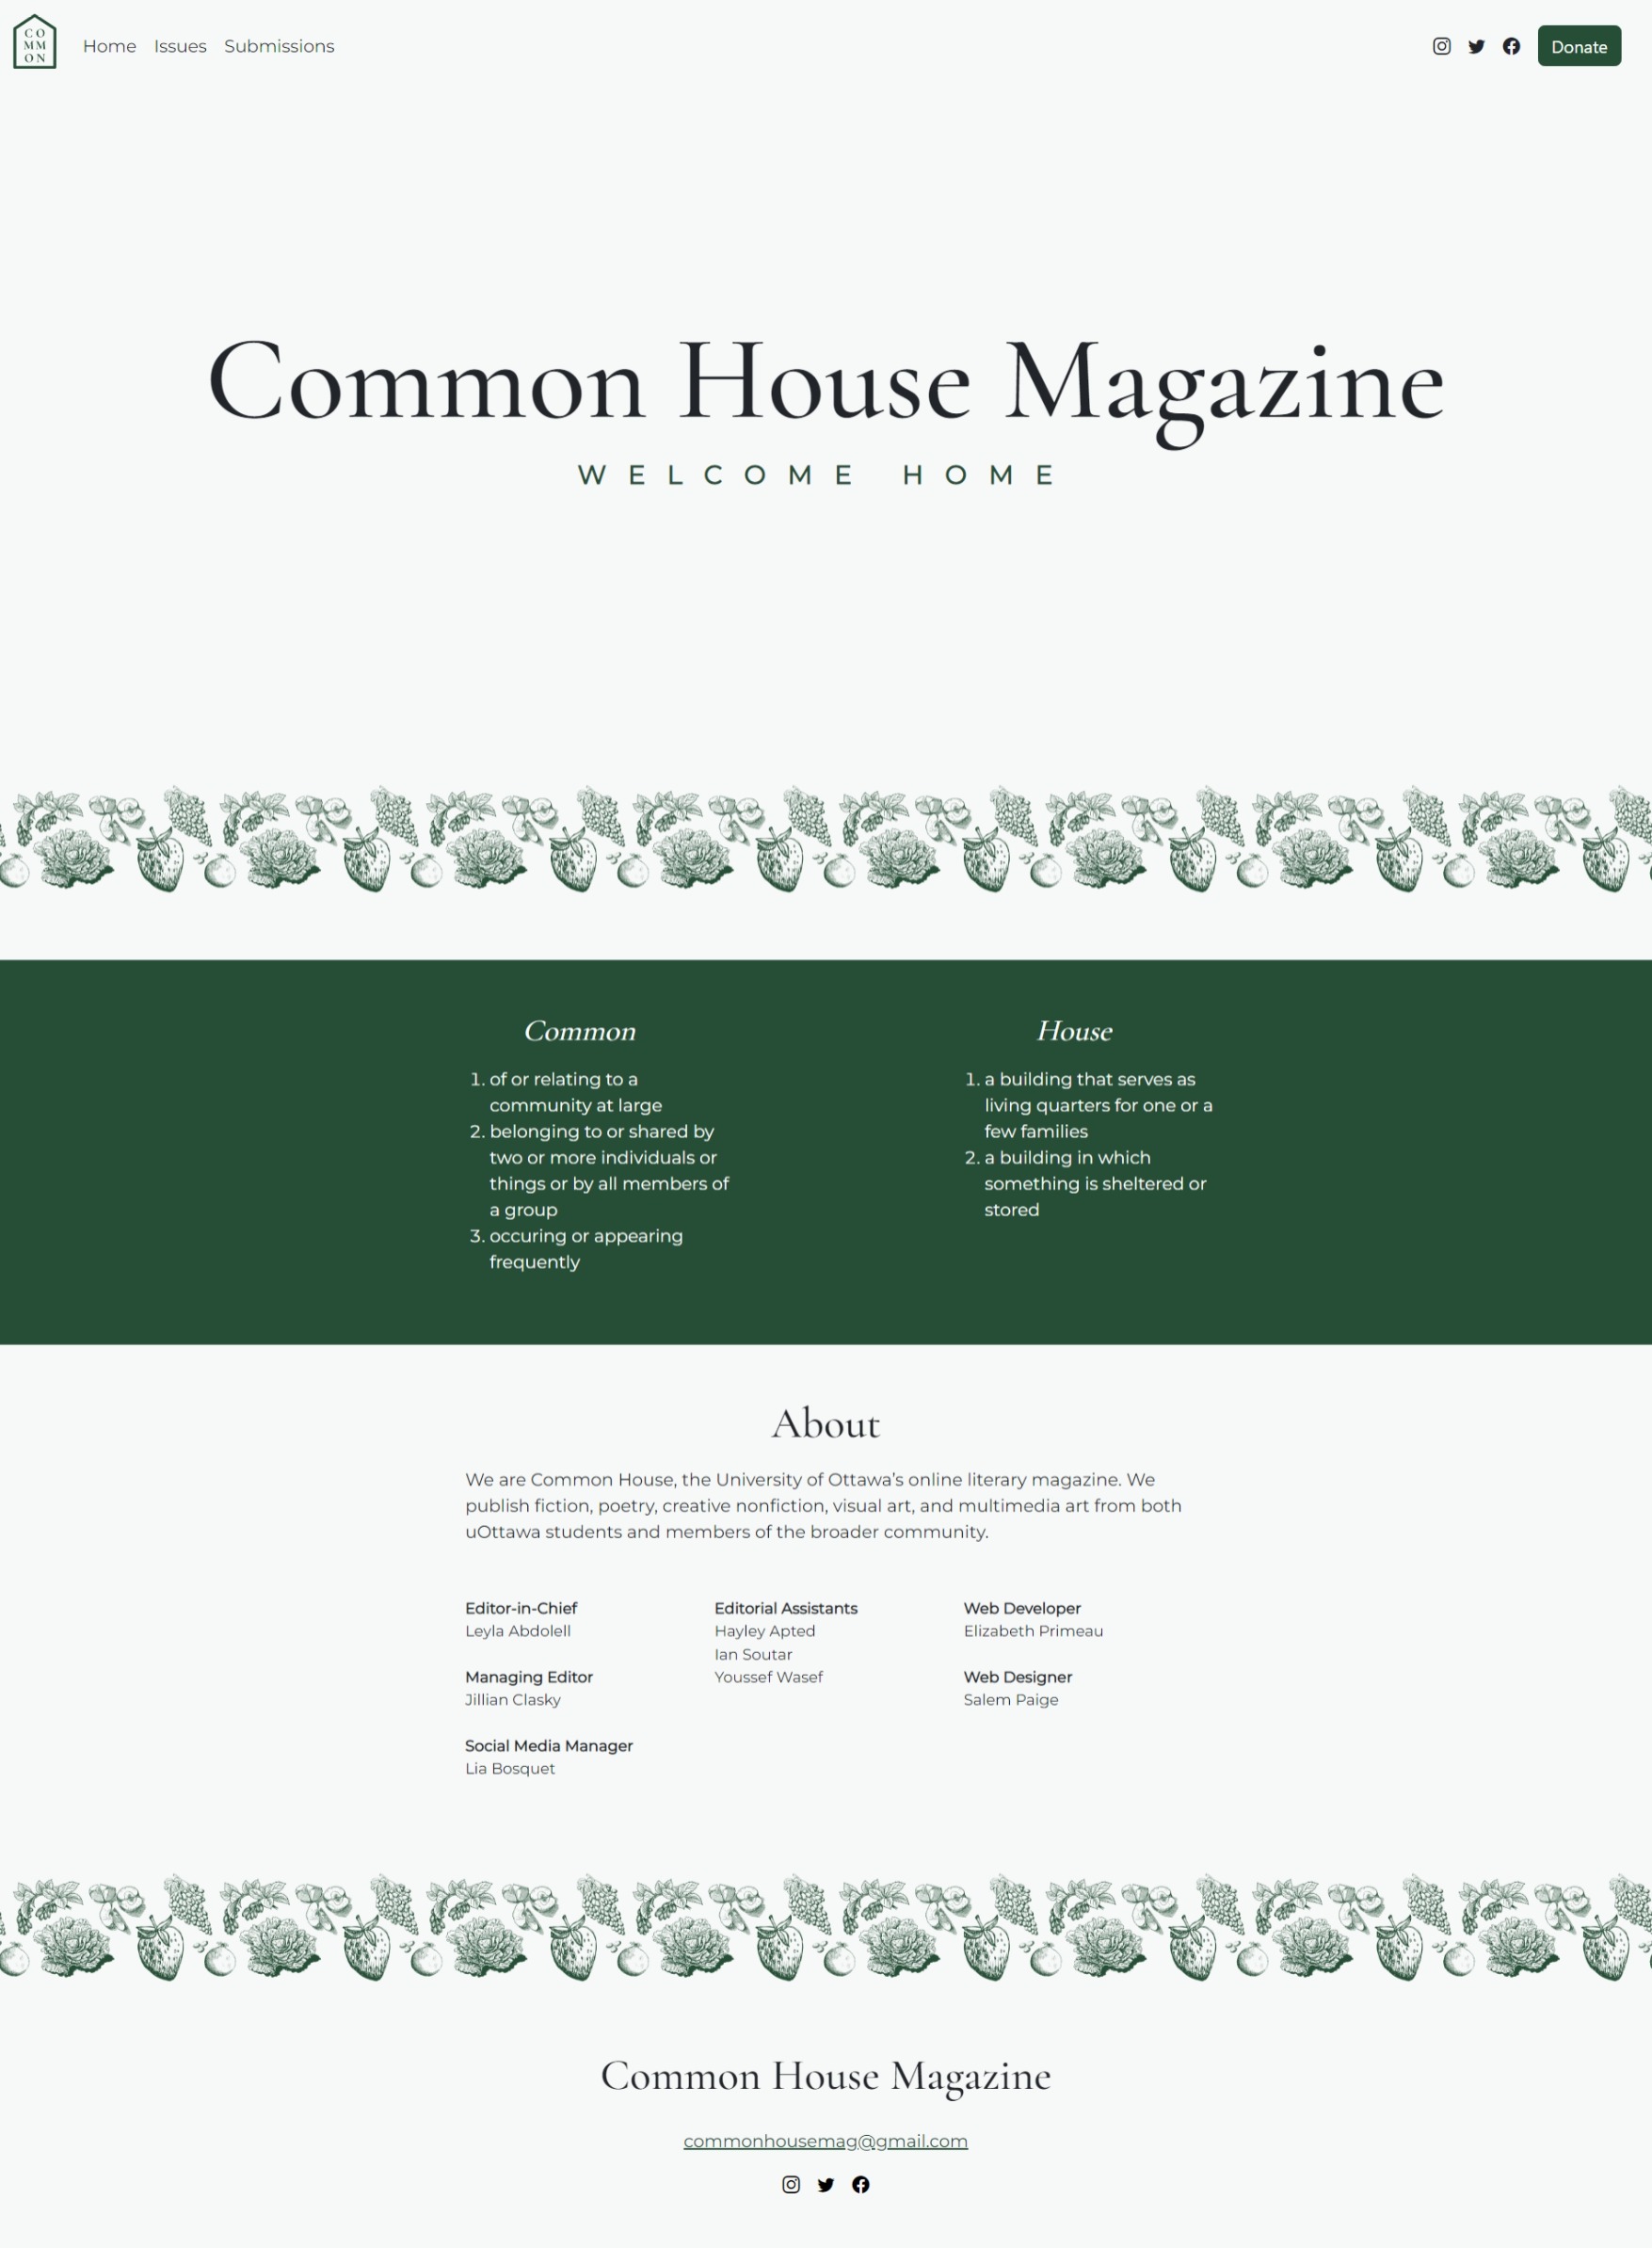 CO
MM
ON
Home Issues Submissions
Donate
Common House Magazine
WELCOME HOME
Common
1. of or relating to a
community at large
2. belonging to or shared by
two or more individuals or
things or by all members of
a group
3. occuring or appearing
frequently
House
1. a building that serves as
living quarters for one or a
few families
2. a building in which
something is sheltered or
stored
About
We are Common House, the University of Ottawa’s online literary magazine. We
publish fiction, poetry, creative nonfiction, visual art, and multimedia art from both
uOttawa students and members of the broader community.
Editor-in-Chief
Leyla Abdolell
Managing Editor
Jillian Clasky
Social Media Manager
Lia Bosquet
Editorial Assistants
Hayley Apted
Ian Soutar
Youssef Wasef
Web Developer
Elizabeth Primeau
Web Designer
Salem Paige
Common House Magazine
commonhousemag@gmail.com